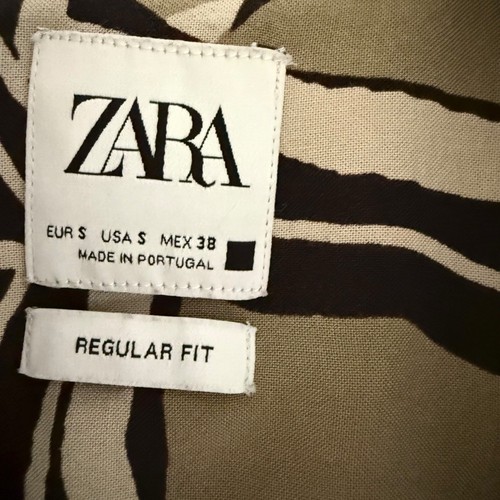 ZARA
EUR S USA S MEX 38
MADE IN PORTUGAL
REGULAR FIT